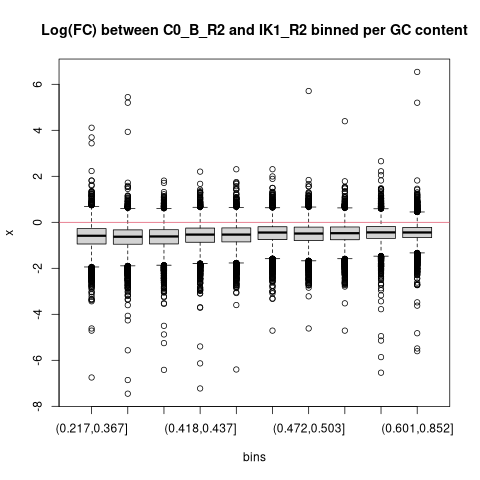 Log(FC) between C0_B_R2 and IK1_R2 binned per GC content
6
4
2
0
-2
-4
-6
-8
x
(0.217,0.367] (0.418,0.437] (0.472,0.503] (0.601,0.852]
bins